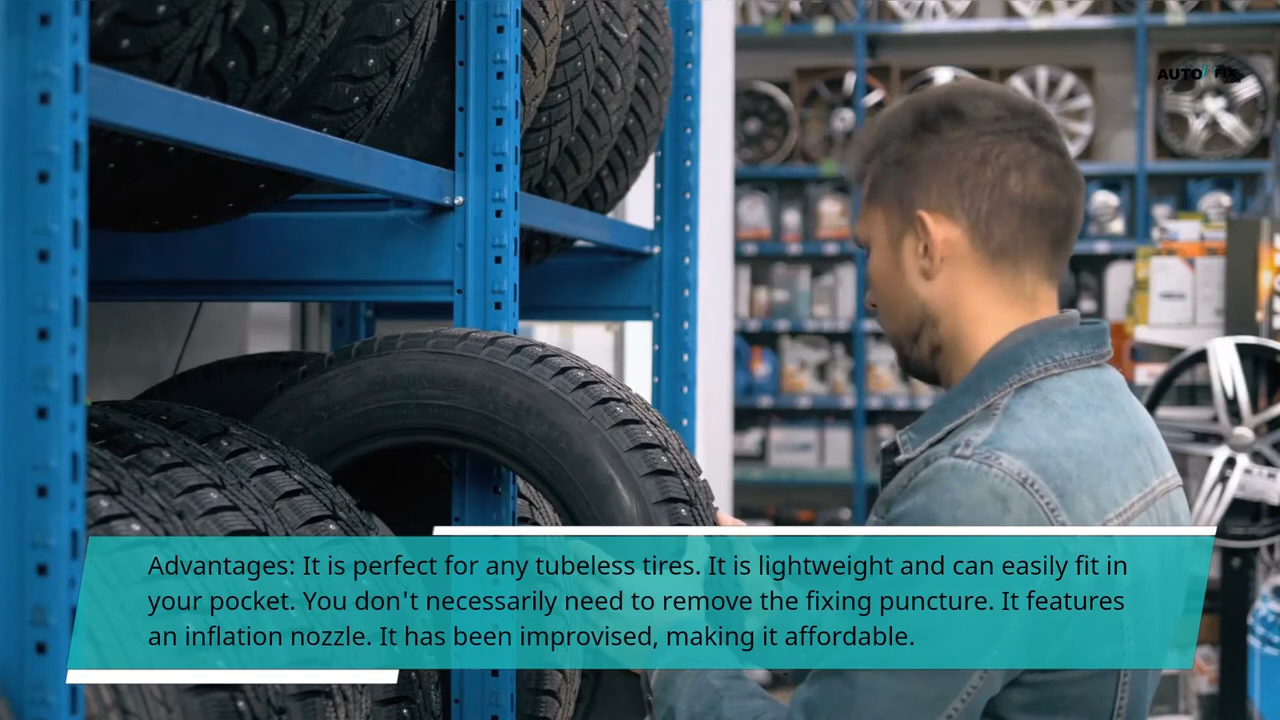 AUTO FIX
Advantages: It is perfect for any tubeless tires. It is lightweight and can easily fit in
your pocket. You don't necessarily need to remove the fixing puncture. It features
an inflation nozzle. It has been improvised, making it affordable.